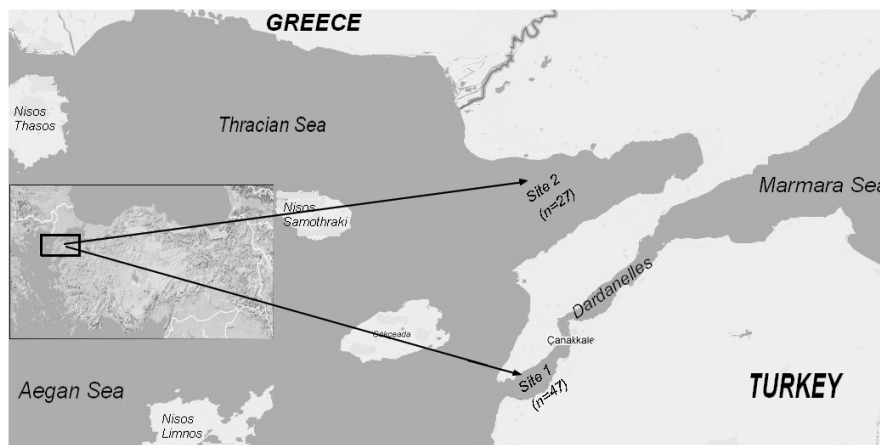 GREECE
Nisos
Thasos
Thracian Sea
Site 2
(n=27)
Marmara Sea
Nisos
Samothraki
Dardanelles
Gökçeada
Çanakkale
Site 1
(n=47)
Aegan Sea
TURKEY
Nisos
Limnos